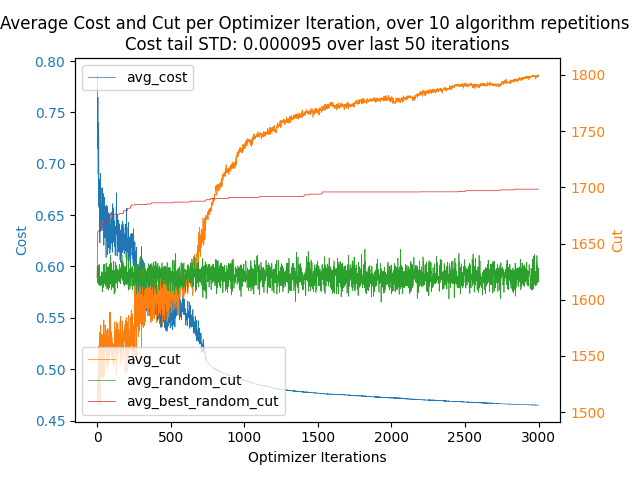 Average Cost and Cut per Optimizer Iteration, over 10 algorithm repetitions
Cost tail STD: 0.000095 over last 50 iterations
avg_cost
0.80
0.75
0.70
0.65
0.60
0.55
0.50
0.45
Cost
1800
1750
1700
1650
1600
1550
1500
Cut
avg_cut
avg_random_cut
avg_best_random_cut
0
500
1000
1500
2000
2500
3000
Optimizer Iterations